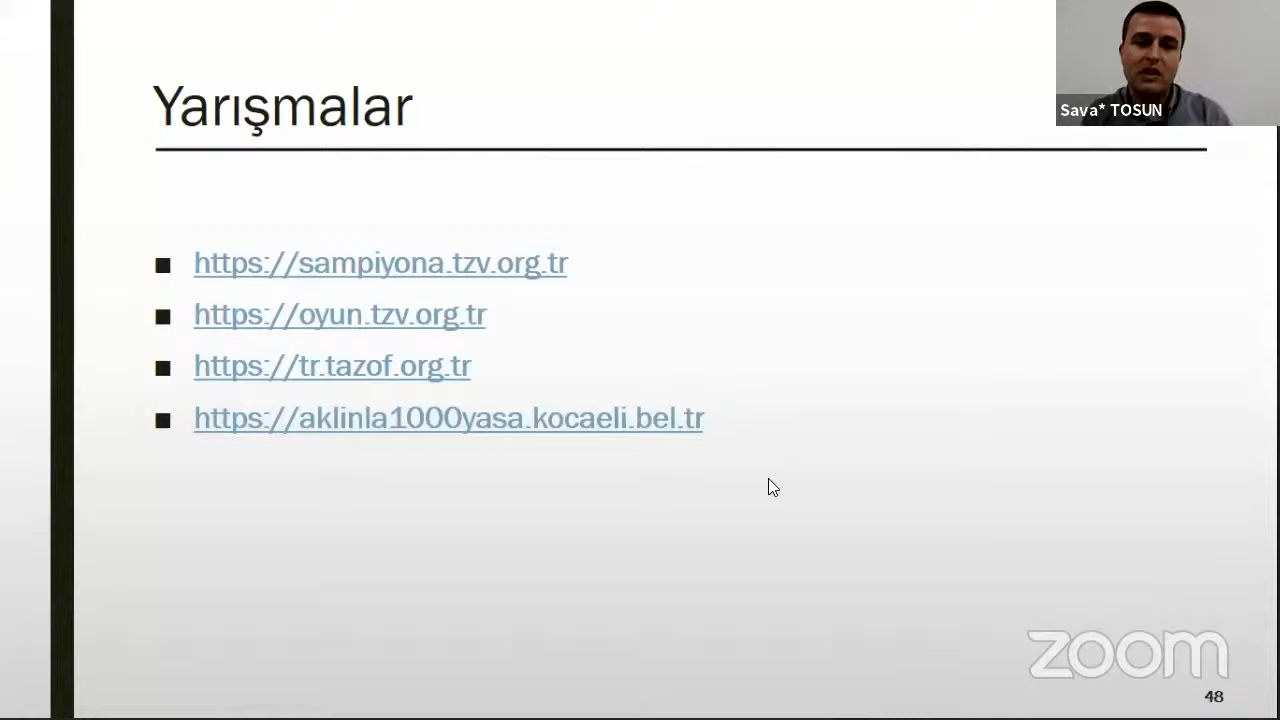 Yarışmalar
Sava* TOSUN
https://sampiyona.tzv.org.tr
https://oyun.tzv.org.tr
https://tr.tazof.org.tr
https://aklinla1000yasa.kocaeli.bel.tr
zoom
48